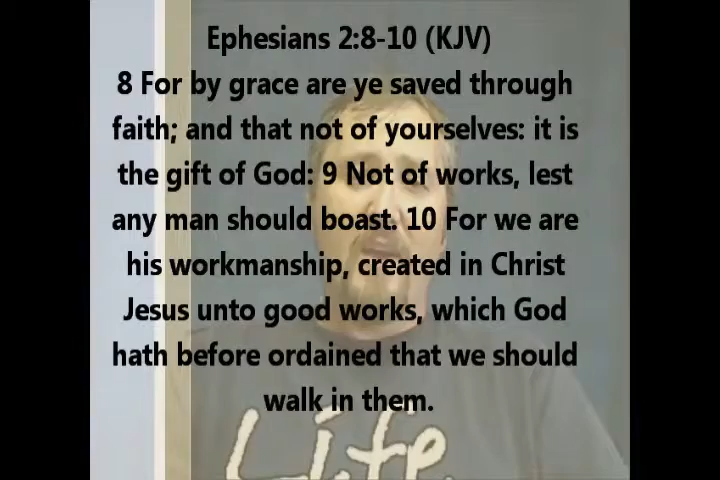 Ephesians 2:8-10 (KJV)
8 For by grace are ye saved through
faith; and that not of yourselves: it is
the gift of God: 9 Not of works, lest
any man should boast. 10 For we are
his workmanship, created in Christ
Jesus unto good works, which God
hath before ordained that we should
walk in them.
Life